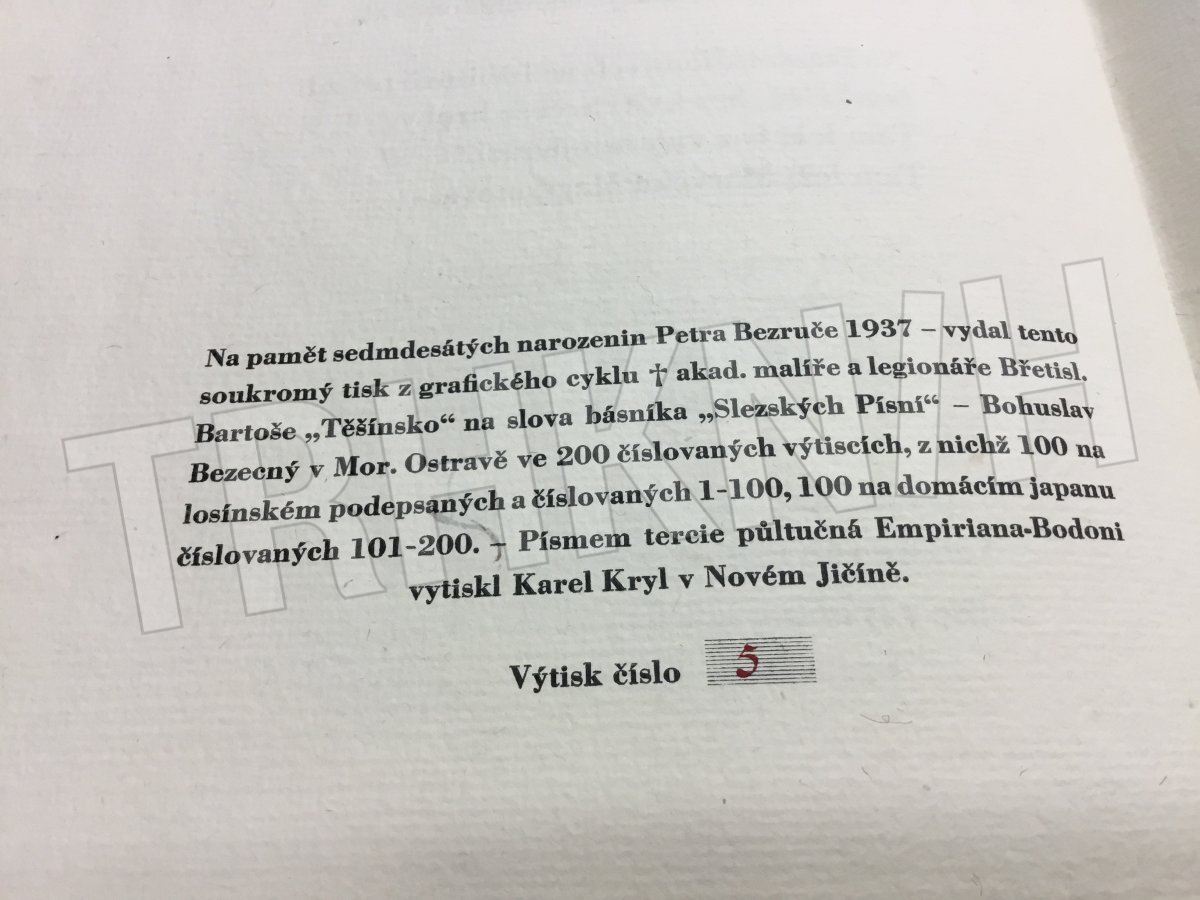 Na pamět sedmdesátých narozenin Petra Bezruče 1937 – vydal tento
soukromý tisk z grafického cyklu † akad. malíře a legionáře Břetisl.
Bartoše „Těšínsko“ na slova básníka „Slezských Písní“ – Bohuslav
Bezecný v Mor. Ostravě ve 200 číslovaných výtiscích, z nichž 100 na
losínském podepsaných a číslovaných 1-100, 100 na domácím japanu
číslovaných 101-200. – Písmem tercie půltučná Empiriana-Bodoni
vytiskl Karel Kryl v Novém Jičíně.
Výtisk číslo 5